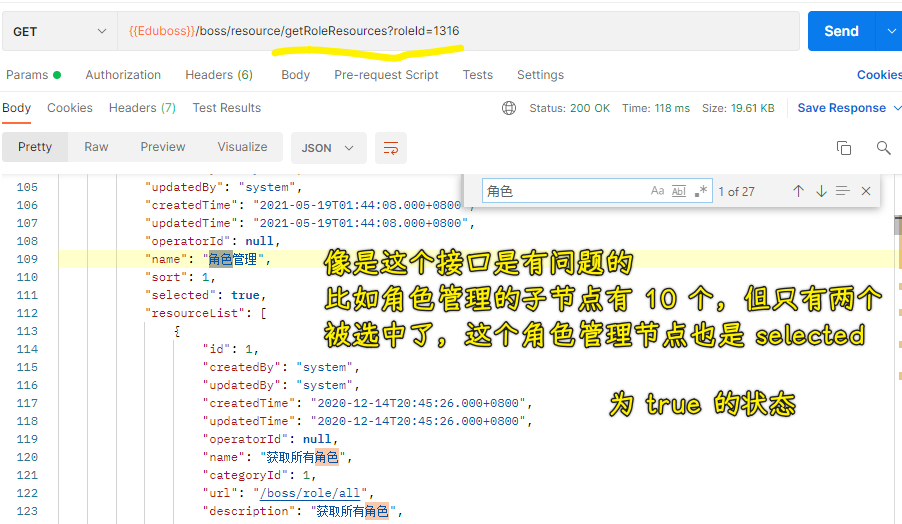 GET
{{Eduboss}}/boss/resource/getRoleResources?roleId=1316
Send
Params
Authorization
Headers (6)
Body
Pre-request Script
Tests
Settings
Cookies
Body
Cookies
Headers (7)
Test Results
Status: 200 OK
Time: 118 ms
Size: 19.61 KB
Save Response
Pretty
Raw
Preview
Visualize
JSON
角色
Aa
Abl
.*
1 of 27
105 "updatedBy": "system",
106 "createdTime": "2021-05-19T01:44:08.000+0800",
107 "updatedTime": "2021-05-19T01:44:08.000+0800",
108 "operatorId": null,
109 "name": "角色管理",
110 "sort": 1,
111 "selected": true,
112 "resourceList": [
113 {
114 "id": 1,
115 "createdBy": "system",
116 "updatedBy": "system",
117 "createdTime": "2020-12-14T20:45:26.000+0800",
118 "updatedTime": "2020-12-14T20:45:26.000+0800",
119 "operatorId": null,
120 "name": "获取所有角色",
121 "categoryId": 1,
122 "url": "/boss/role/all",
123 "description": "获取所有角色",
像是这个接口是有问题的
比如角色管理的子节点有 10 个，但只有两个
被选中了，这个角色管理节点也是 selected
为 true 的状态